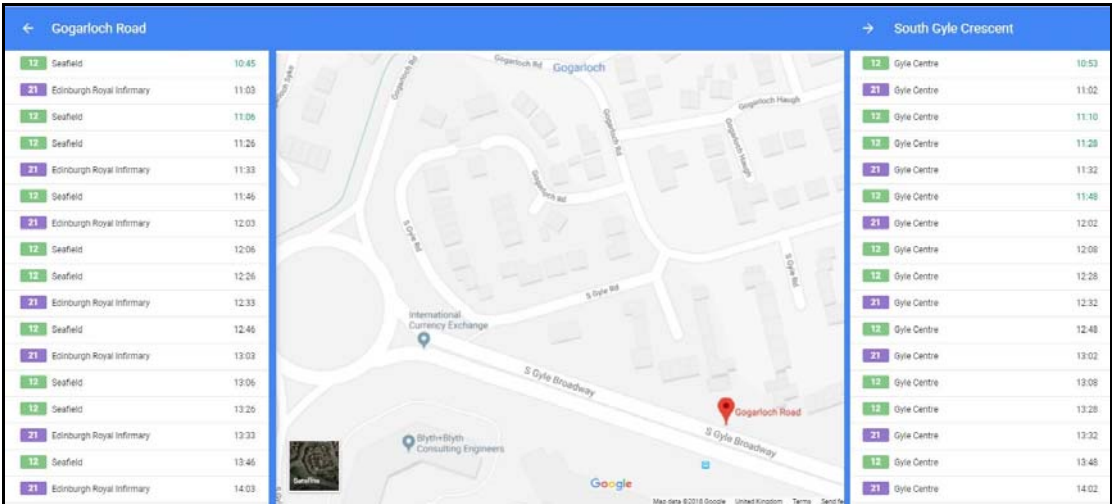 ← Gogarloch Road
12 Seafield 10:45
21 Edinburgh Royal Infirmary 11:03
12 Seafield 11:06
12 Seafield 11:26
21 Edinburgh Royal Infirmary 11:33
12 Seafield 11:46
21 Edinburgh Royal Infirmary 12:03
12 Seafield 12:06
12 Seafield 12:26
21 Edinburgh Royal Infirmary 12:33
12 Seafield 12:46
21 Edinburgh Royal Infirmary 13:03
12 Seafield 13:06
12 Seafield 13:26
21 Edinburgh Royal Infirmary 13:33
12 Seafield 13:46
21 Edinburgh Royal Infirmary 14:03
Gogarloch Rd
Gogarloch
Gogarloch Syke
Gogarloch Rd
Gogarloch Haugh
Gogarloch Rd
Gogarloch Haugh
Gogarloch Rd
S Gyle Rd
S Gyle Rd
S Gyle Rd
International
Currency Exchange
S Gyle Broadway
Gogarloch Road
S Gyle Broadway
Blyth+Blyth
Consulting Engineers
Satellite
Google
Map data ©2018 Google United Kingdom Terms Send fe
→ South Gyle Crescent
12 Gyle Centre 10:53
21 Gyle Centre 11:02
12 Gyle Centre 11:10
12 Gyle Centre 11:28
21 Gyle Centre 11:32
12 Gyle Centre 11:49
21 Gyle Centre 12:02
12 Gyle Centre 12:08
12 Gyle Centre 12:28
21 Gyle Centre 12:32
12 Gyle Centre 12:48
21 Gyle Centre 13:02
12 Gyle Centre 13:08
12 Gyle Centre 13:28
21 Gyle Centre 13:32
12 Gyle Centre 13:48
21 Gyle Centre 14:02